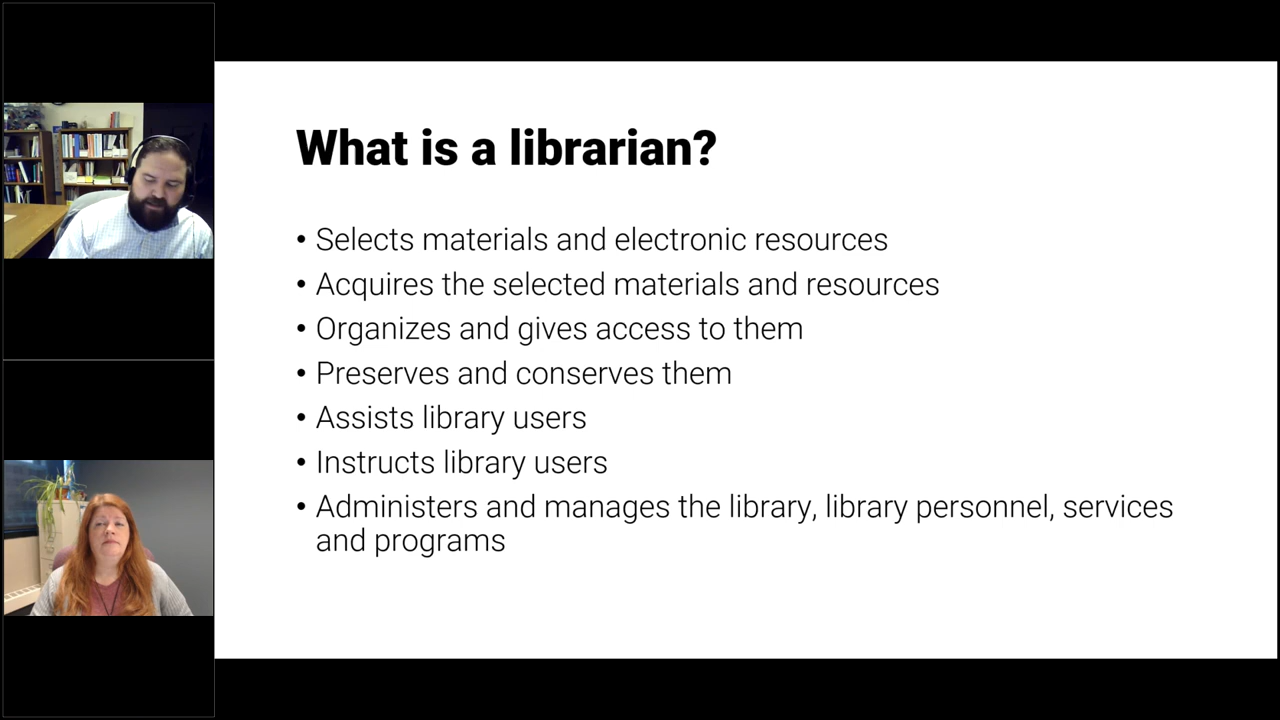 What is a librarian?
• Selects materials and electronic resources
• Acquires the selected materials and resources
• Organizes and gives access to them
• Preserves and conserves them
• Assists library users
• Instructs library users
• Administers and manages the library, library personnel, services
and programs